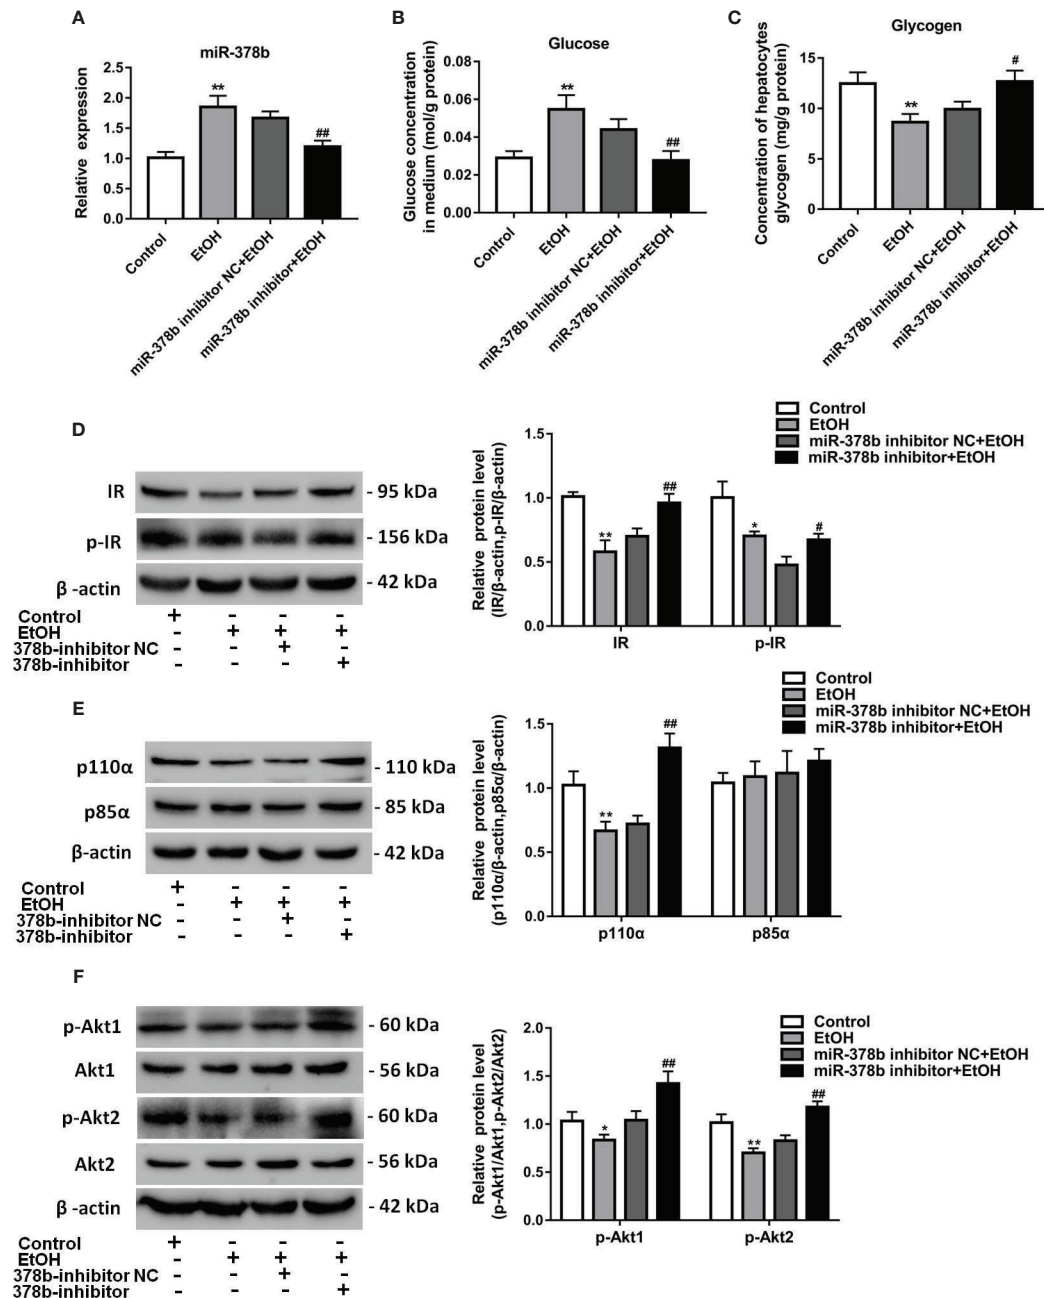 A
miR-378b
Relative expression
2.5
2.0
1.5
1.0
0.5
0.0
**
##
Control
EtOH
miR-378b inhibitor NC+EtOH
miR-378b inhibitor+EtOH
B
Glucose
Glucose concentration
in medium (mol/g protein)
0.08
0.06
0.04
0.02
0.00
**
##
Control
EtOH
miR-378b inhibitor NC+EtOH
miR-378b inhibitor+EtOH
C
Glycogen
Concentration of hepatocytes
glycogen (mg/g protein)
15
10
5
0
**
#
Control
EtOH
miR-378b inhibitor NC+EtOH
miR-378b inhibitor+EtOH
D
IR
- 95 kDa
p-IR
- 156 kDa
β -actin
- 42 kDa
Control + - - -
EtOH - + + +
378b-inhibitor NC - - + -
378b-inhibitor - - - +
Control
EtOH
miR-378b inhibitor NC+EtOH
miR-378b inhibitor+EtOH
Relative protein level
(IR/β-actin,p-IR/β-actin)
1.5
1.0
0.5
0.0
**
##
*
#
IR
p-IR
E
p110α
- 110 kDa
p85α
- 85 kDa
β-actin
- 42 kDa
Control + - - -
EtOH - + + +
378b-inhibitor NC - - + -
378b-inhibitor - - - +
Control
EtOH
miR-378b inhibitor NC+EtOH
miR-378b inhibitor+EtOH
Relative protein level
(p110α/β-actin,p85α/β-actin)
1.5
1.0
0.5
0.0
**
##
p110α
p85α
F
p-Akt1
- 60 kDa
Akt1
- 56 kDa
p-Akt2
- 60 kDa
Akt2
- 56 kDa
β -actin
- 42 kDa
Control + - - -
EtOH - + + +
378b-inhibitor NC - - + -
378b-inhibitor - - - +
Control
EtOH
miR-378b inhibitor NC+EtOH
miR-378b inhibitor+EtOH
Relative protein level
(p-Akt1/Akt1,p-Akt2/Akt2)
2.0
1.5
1.0
0.5
0.0
*
##
**
##
p-Akt1
p-Akt2